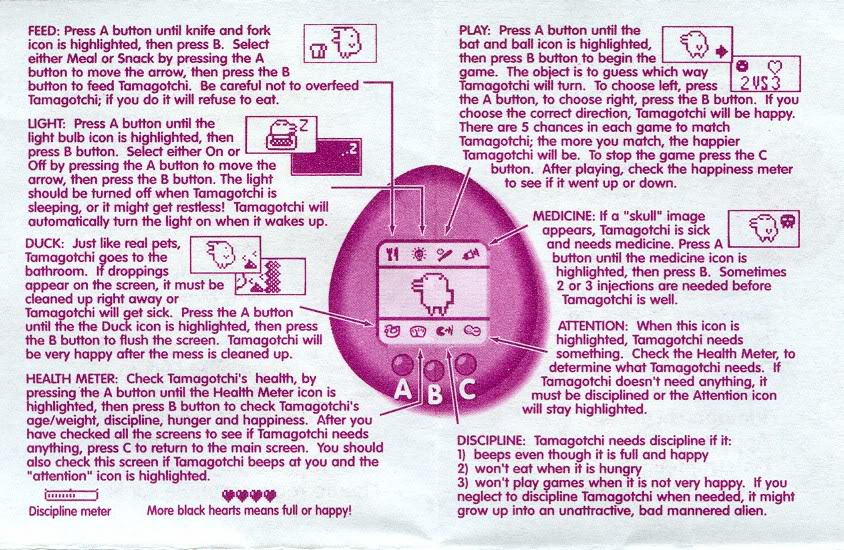 FEED: Press A button until knife and fork
icon is highlighted, then press B. Select
either Meal or Snack by pressing the A
button to move the arrow, then press the B
button to feed Tamagotchi. Be careful not to overfeed
Tamagotchi; if you do it will refuse to eat.
LIGHT: Press A button until the
light bulb icon is highlighted, then
press B button. Select either On or
Off by pressing the A button to move the
arrow, then press the B button. The light
should be turned off when Tamagotchi is
sleeping, or it might get restless! Tamagotchi will
automatically turn the light on when it wakes up.
Z
..z
DUCK: Just like real pets,
Tamagotchi goes to the
bathroom. If droppings
appear on the screen, it must be
cleaned up right away or
Tamagotchi will get sick. Press the A button
until the the Duck icon is highlighted, then press
the B button to flush the screen. Tamagotchi will
be very happy after the mess is cleaned up.
HEALTH METER: Check Tamagotchi's health, by
pressing the A button until the Health Meter icon is
highlighted, then press B button to check Tamagotchi's
age/weight, discipline, hunger and happiness. After you
have checked all the screens to see if Tamagotchi needs
anything, press C to return to the main screen. You should
also check this screen if Tamagotchi beeps at you and the
"attention" icon is highlighted.
Discipline meter
More black hearts means full or happy!
A B C
PLAY: Press A button until the
bat and ball icon is highlighted,
then press B button to begin the
game. The object is to guess which way
Tamagotchi will turn. To choose left, press
the A button, to choose right, press the B button. If you
choose the correct direction, Tamagotchi will be happy.
There are 5 chances in each game to match
Tamagotchi; the more you match, the happier
Tamagotchi will be. To stop the game press the C
button. After playing, check the happiness meter
to see if it went up or down.
2 VS 3
MEDICINE: If a "skull" image
appears, Tamagotchi is sick
and needs medicine. Press A
button until the medicine icon is
highlighted, then press B. Sometimes
2 or 3 injections are needed before
Tamagotchi is well.
ATTENTION: When this icon is
highlighted, Tamagotchi needs
something. Check the Health Meter, to
determine what Tamagotchi needs. If
Tamagotchi doesn't need anything, it
must be disciplined or the Attention icon
will stay highlighted.
DISCIPLINE: Tamagotchi needs discipline if it:
1) beeps even though it is full and happy
2) won't eat when it is hungry
3) won't play games when it is not very happy. If you
neglect to discipline Tamagotchi when needed, it might
grow up into an unattractive, bad mannered alien.